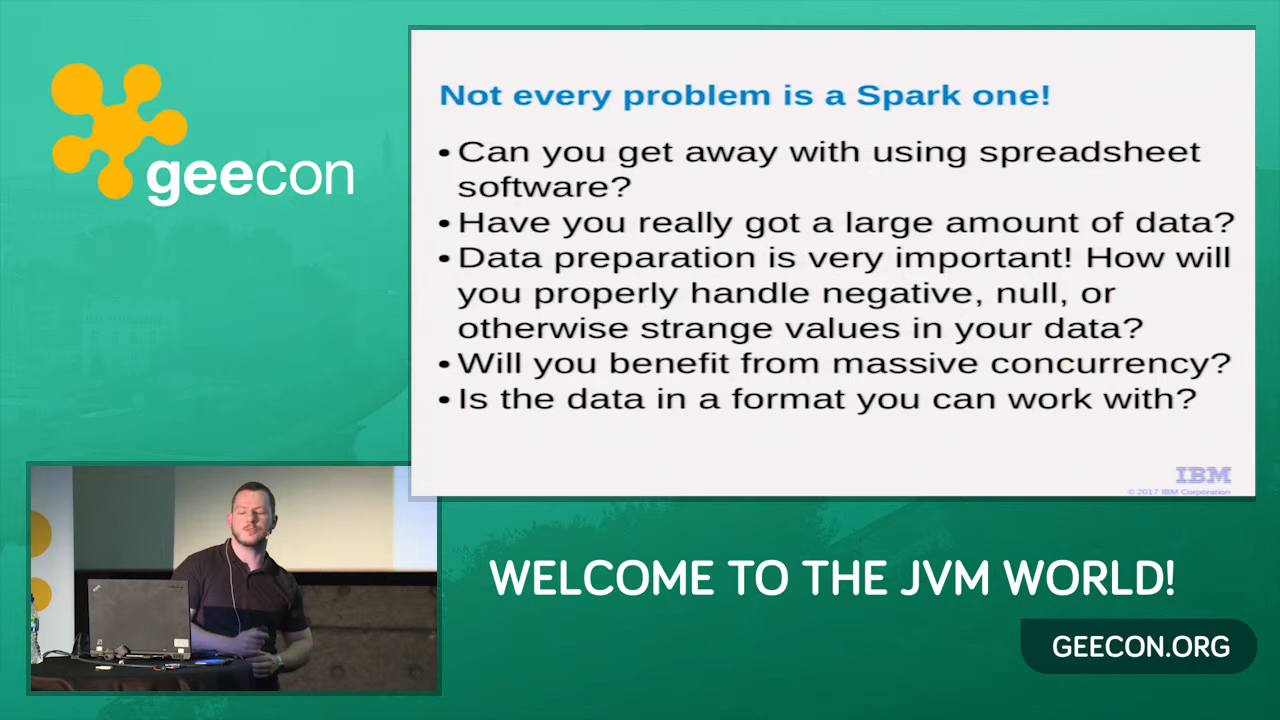 geecon
Not every problem is a Spark one!
• Can you get away with using spreadsheet
software?
• Have you really got a large amount of data?
• Data preparation is very important! How will
you properly handle negative, null, or
otherwise strange values in your data?
• Will you benefit from massive concurrency?
• Is the data in a format you can work with?
IBM
© 2017 IBM Corporation
WELCOME TO THE JVM WORLD!
GEECON.ORG